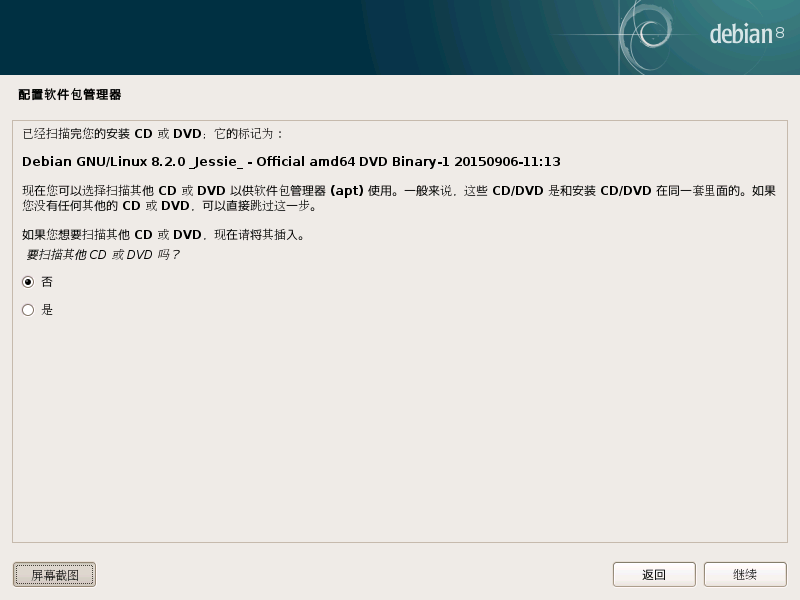 debian 8
配置软件包管理器
已经扫描完您的安装 CD 或 DVD；它的标记为：
Debian GNU/Linux 8.2.0 _Jessie_ - Official amd64 DVD Binary-1 20150906-11:13
现在您可以选择扫描其他 CD 或 DVD 以供软件包管理器 (apt) 使用。一般来说，这些 CD/DVD 是和安装 CD/DVD 在同一套里面的。如果
您没有任何其他的 CD 或 DVD，可以直接跳过这一步。
如果您想要扫描其他 CD 或 DVD，现在请将其插入。
要扫描其他 CD 或 DVD 吗？
否
是
屏幕截图
返回
继续